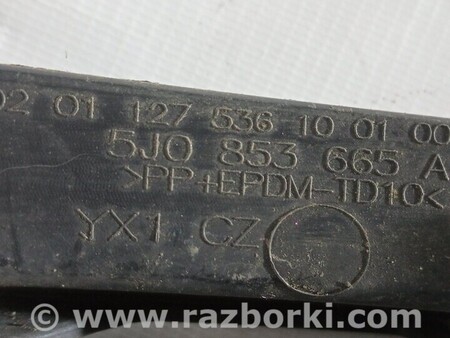 02 01 127 536 10 01 00
5J0 853 665 A
>PP+EPDM-TD10<
YX1 CZ
www.razborki.com